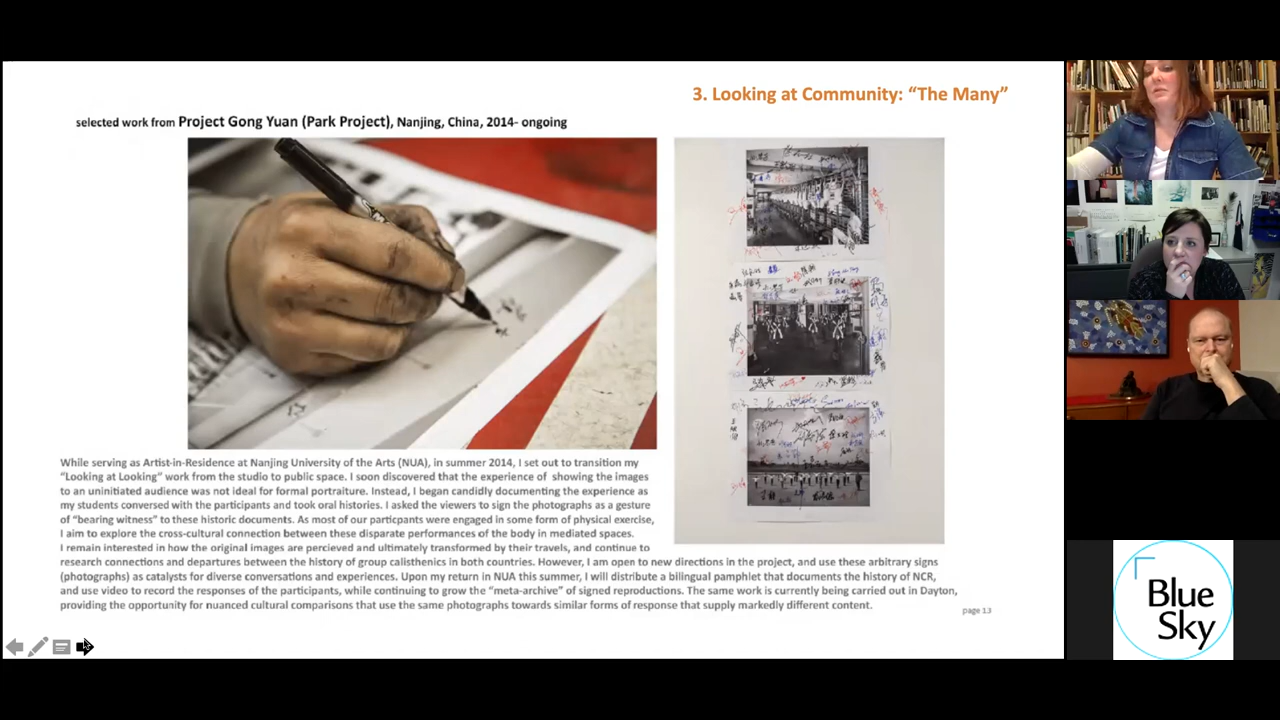 3. Looking at Community: “The Many”
selected work from Project Gong Yuan (Park Project), Nanjing, China, 2014- ongoing
While serving as Artist-in-Residence at Nanjing University of the Arts (NUA), in summer 2014, I set out to transition my
“Looking at Looking” work from the studio to public space. I soon discovered that the experience of showing the images
to an uninitiated audience was not ideal for formal portraiture. Instead, I began candidly documenting the experience as
my students conversed with the participants and took oral histories. I asked the viewers to sign the photographs as a gesture
of “bearing witness” to these historic documents. As most of our particpants were engaged in some form of physical exercise,
I aim to explore the cross-cultural connection between these disparate performances of the body in mediated spaces.
I remain interested in how the original images are percieved and ultimately transformed by their travels, and continue to
research connections and departures between the history of group calisthenics in both countries. However, I am open to new directions in the project, and use these arbitrary signs
(photographs) as catalysts for diverse conversations and experiences. Upon my return in NUA this summer, I will distribute a bilingual pamphlet that documents the history of NCR,
and use video to record the responses of the participants, while continuing to grow the “meta-archive” of signed reproductions. The same work is currently being carried out in Dayton,
providing the opportunity for nuanced cultural comparisons that use the same photographs towards similar forms of response that supply markedly different content.
page 13
Blue
Sky